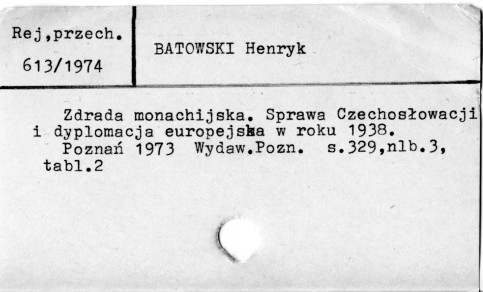 Rej,przech.
613/1974
BATOWSKI Henryk
Zdrada monachijska. Sprawa Czechosłowacji
i dyplomacja europejska w roku 1938.
Poznań 1973 Wydaw.Pozn. s.329,nlb.3,
tabl.2